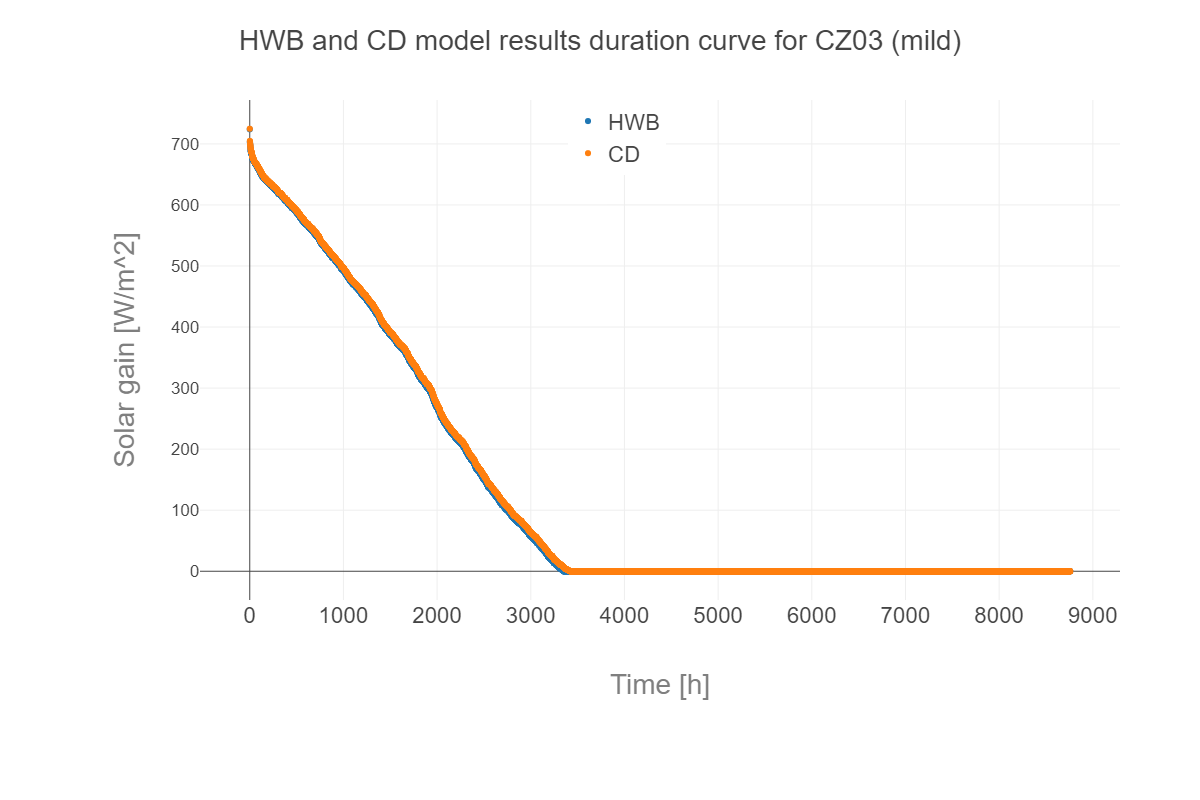 HWB and CD model results duration curve for CZ03 (mild)
HWB
CD
700
600
500
400
300
200
100
0
Solar gain [W/m^2]
0 1000 2000 3000 4000 5000 6000 7000 8000 9000
Time [h]